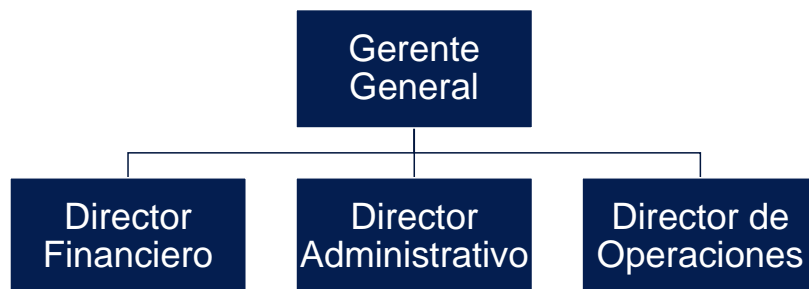 Gerente
General
Director
Financiero
Director
Administrativo
Director de
Operaciones